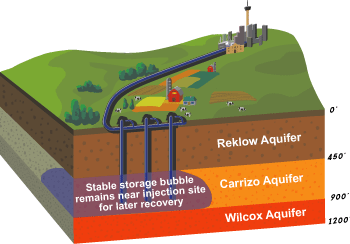 0'
Reklow Aquifer
450'
Stable storage bubble
remains near injection site
for later recovery
Carrizo Aquifer
900'
Wilcox Aquifer
1200'